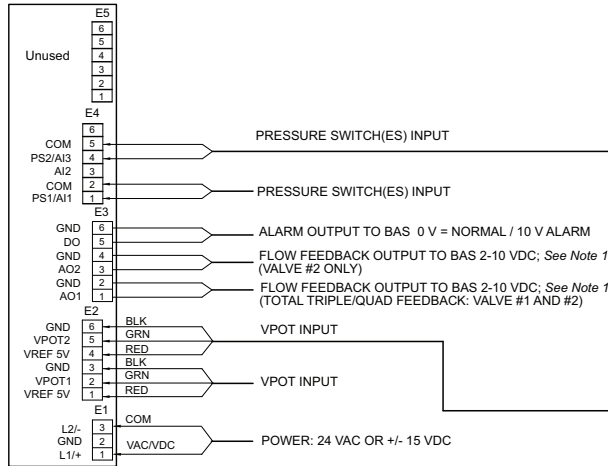 E5
6
5
Unused
4
3
2
1
E4
6
COM 5
PS2/AI3 4
AI2 3
COM 2
PS1/AI1 1
PRESSURE SWITCH(ES) INPUT
PRESSURE SWITCH(ES) INPUT
E3
GND 6
DO 5
GND 4
AO2 3
GND 2
AO1 1
ALARM OUTPUT TO BAS 0 V = NORMAL / 10 V ALARM
FLOW FEEDBACK OUTPUT TO BAS 2-10 VDC; See Note 1
(VALVE #2 ONLY)
FLOW FEEDBACK OUTPUT TO BAS 2-10 VDC; See Note 1
(TOTAL TRIPLE/QUAD FEEDBACK: VALVE #1 AND #2)
E2
GND 6 BLK
VPOT2 5 GRN
VREF 5V 4 RED
GND 3 BLK
VPOT1 2 GRN
VREF 5V 1 RED
VPOT INPUT
VPOT INPUT
E1
L2/- 3 COM
GND 2
L1/+ 1 VAC/VDC
POWER: 24 VAC OR +/- 15 VDC